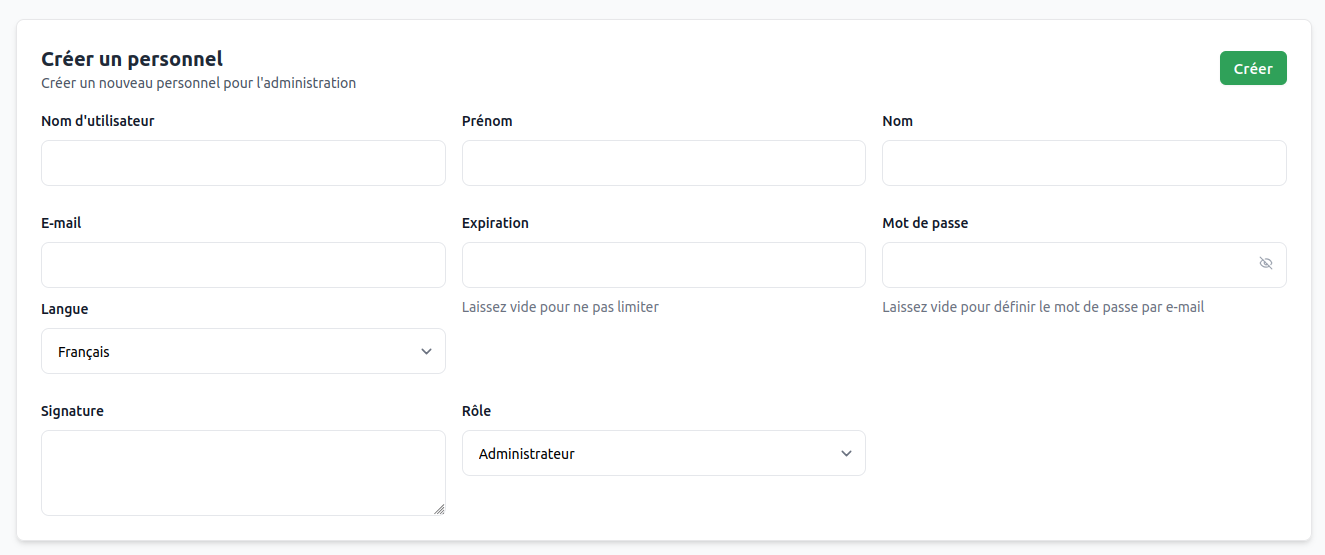 Créer un personnel
Créer un nouveau personnel pour l'administration
Créer
Nom d'utilisateur
Prénom
Nom
E-mail
Expiration
Mot de passe
Laissez vide pour ne pas limiter
Laissez vide pour définir le mot de passe par e-mail
Langue
Français
Signature
Rôle
Administrateur